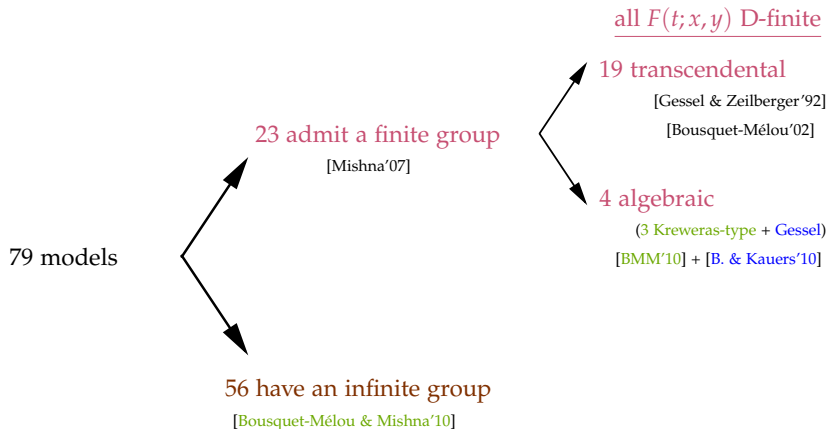 all F(t; x, y) D-finite
19 transcendental
[Gessel & Zeilberger'92]
[Bousquet-Mélou'02]
23 admit a finite group
[Mishna'07]
4 algebraic
(3 Kreweras-type + Gessel)
[BMM'10] + [B. & Kauers'10]
79 models
56 have an infinite group
[Bousquet-Mélou & Mishna'10]